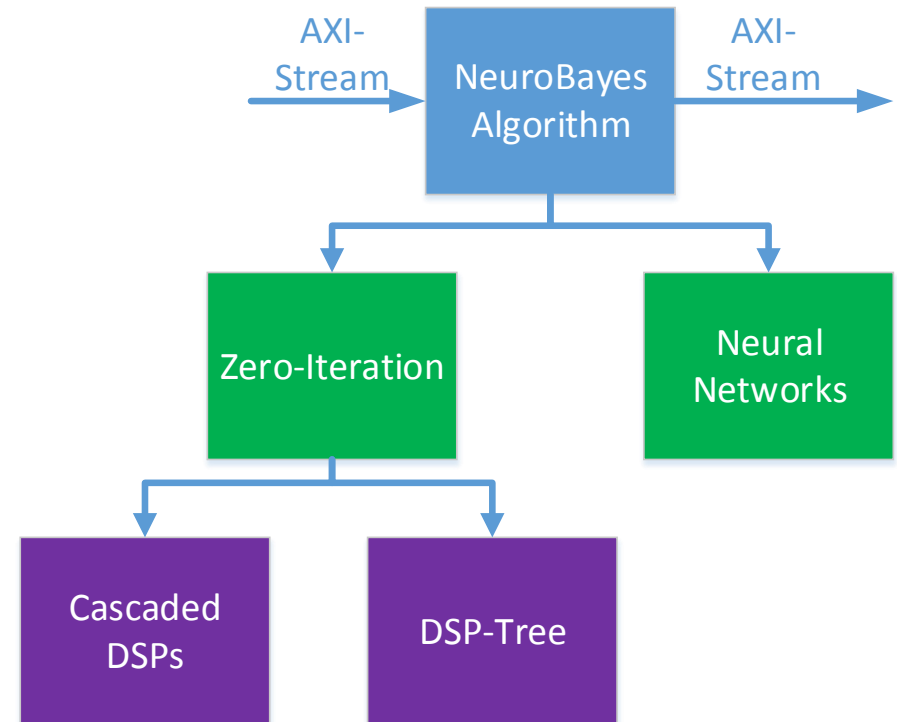 AXI-
Stream
NeuroBayes
Algorithm
AXI-
Stream
Zero-Iteration
Neural
Networks
Cascaded
DSPs
DSP-Tree